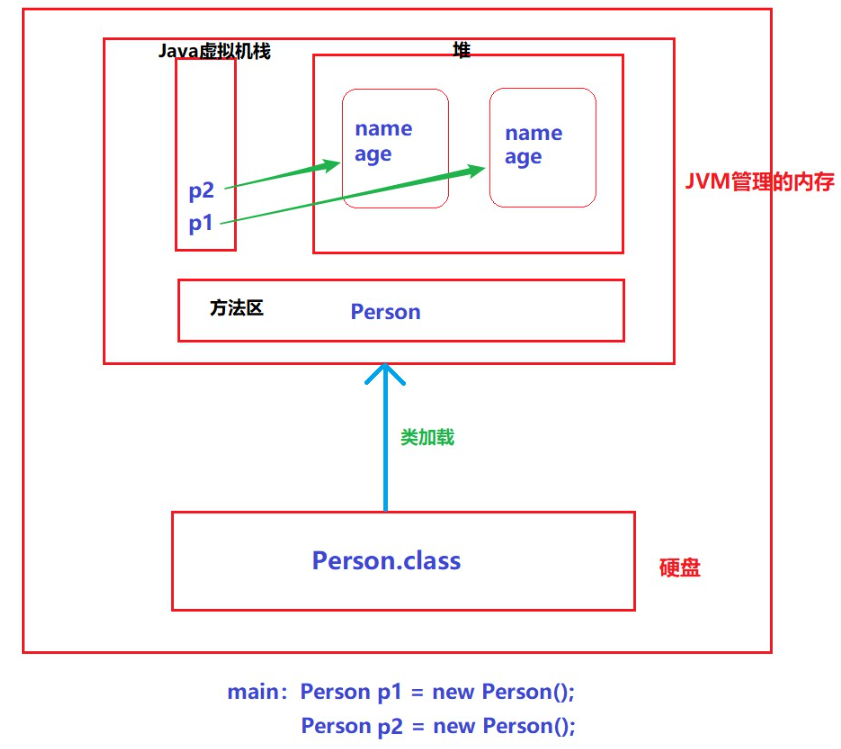 Java虚拟机栈
堆
name
age
name
age
p2
p1
JVM管理的内存
方法区
Person
类加载
Person.class
硬盘
main：Person p1 = new Person();
Person p2 = new Person();